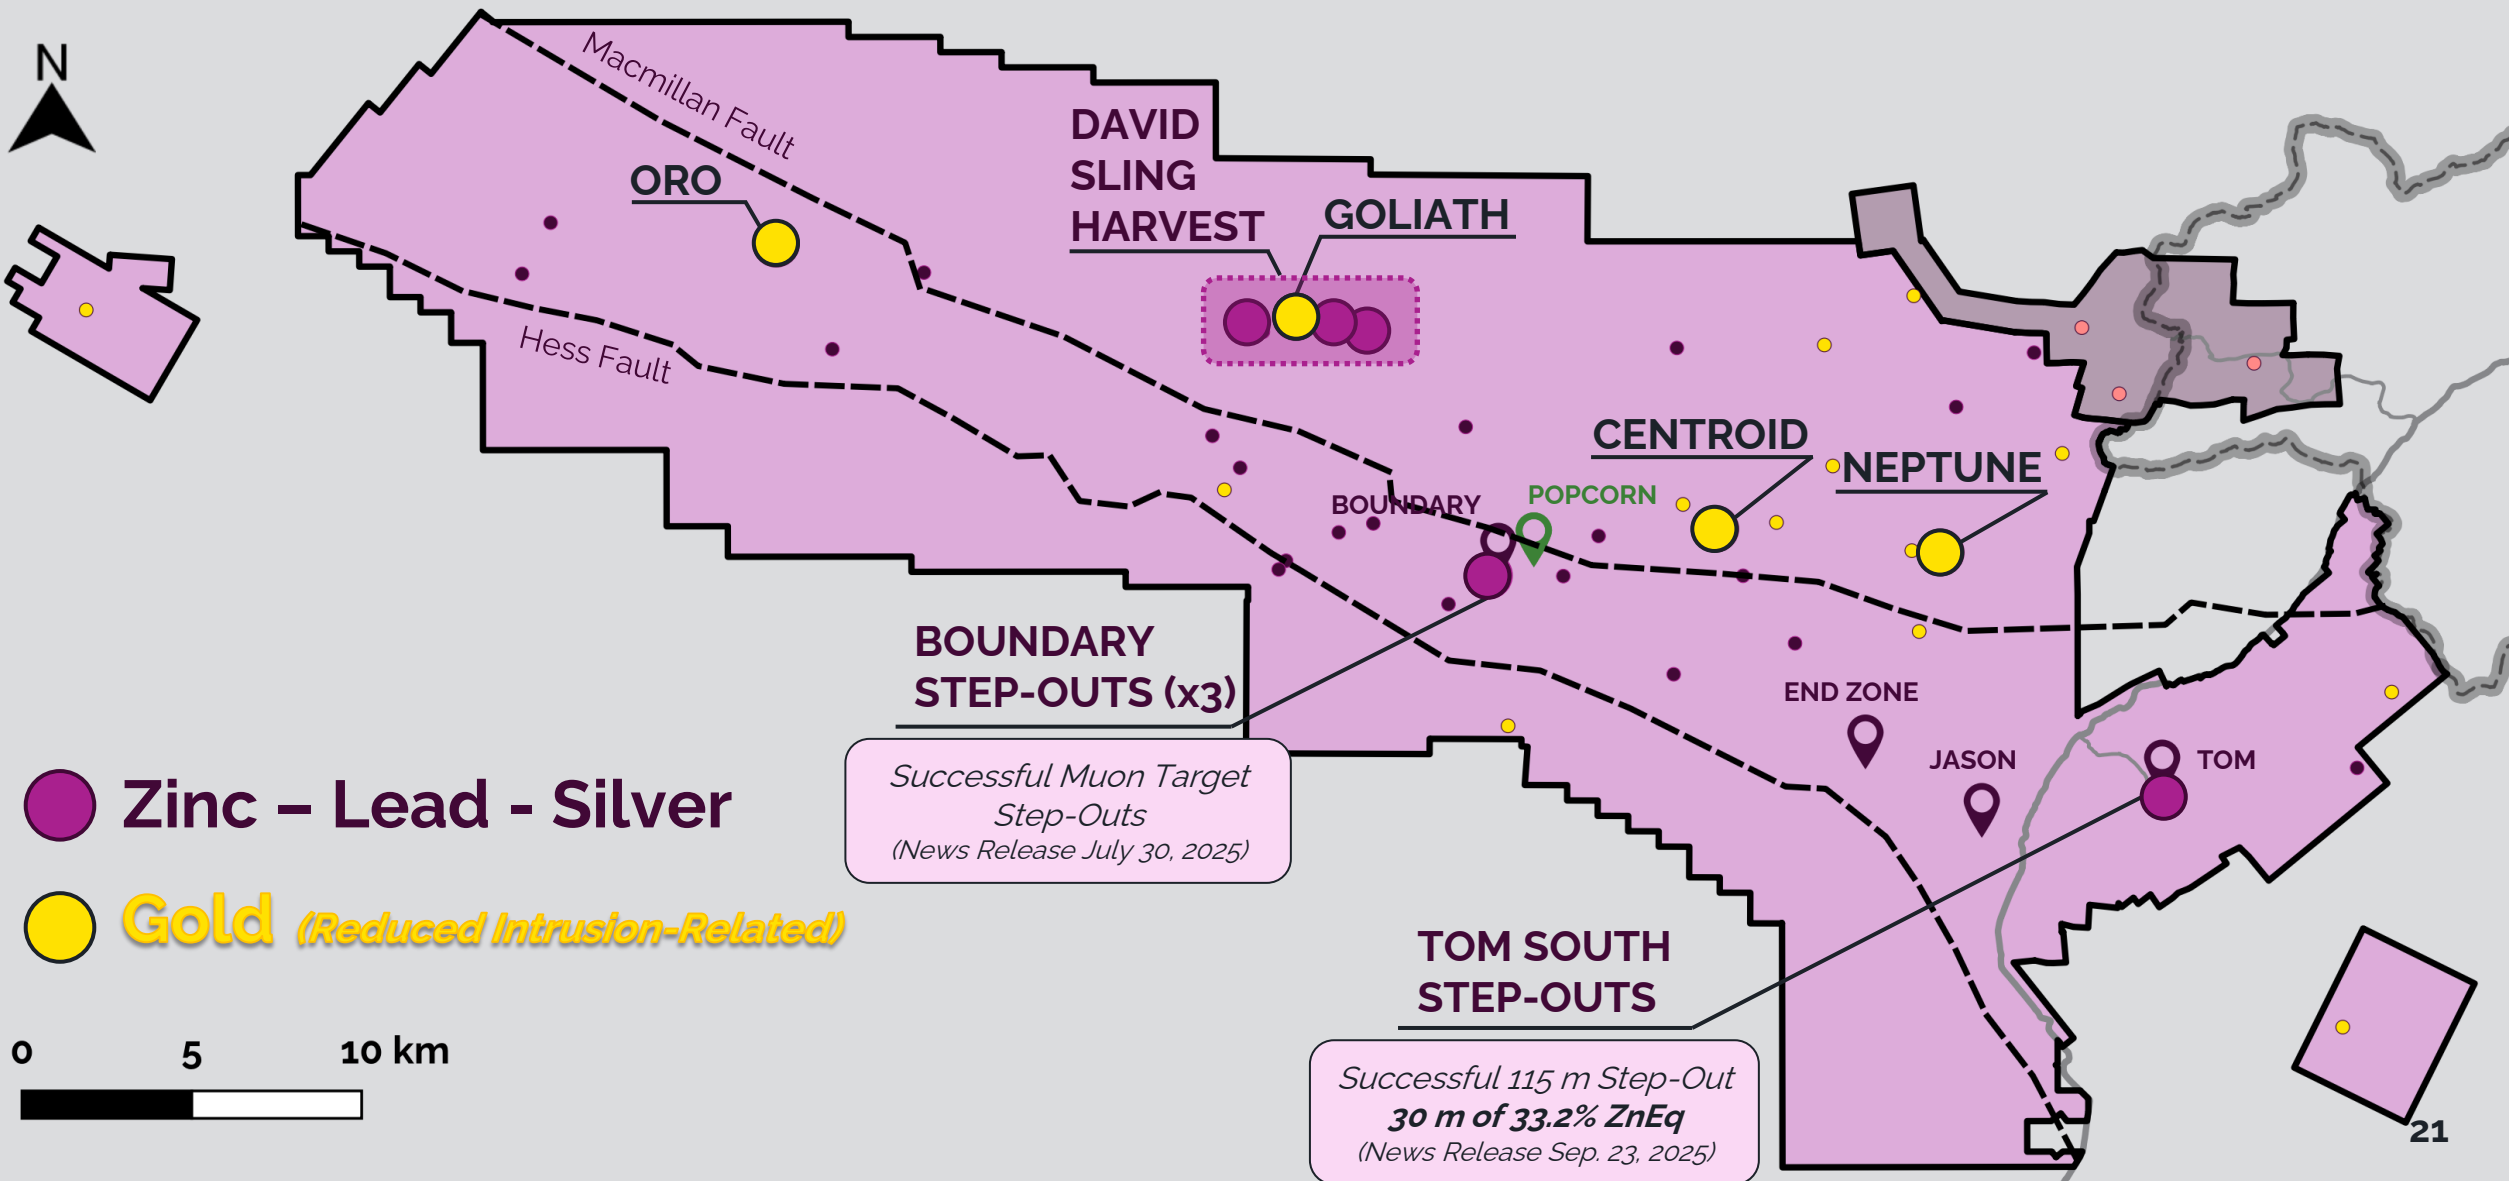 N
Macmillan Fault
ORO
DAVID
SLING
HARVEST
GOLIATH
Hess Fault
CENTROID
NEPTUNE
BOUNDARY
POPCORN
BOUNDARY
STEP-OUTS (x3)
Successful Muon Target
Step-Outs
(News Release July 30, 2025)
END ZONE
JASON
TOM
Zinc – Lead - Silver
Gold (Reduced Intrusion-Related)
TOM SOUTH
STEP-OUTS
Successful 115 m Step-Out
30 m of 33.2% ZnEq
(News Release Sep. 23, 2025)
0 5 10 km
21